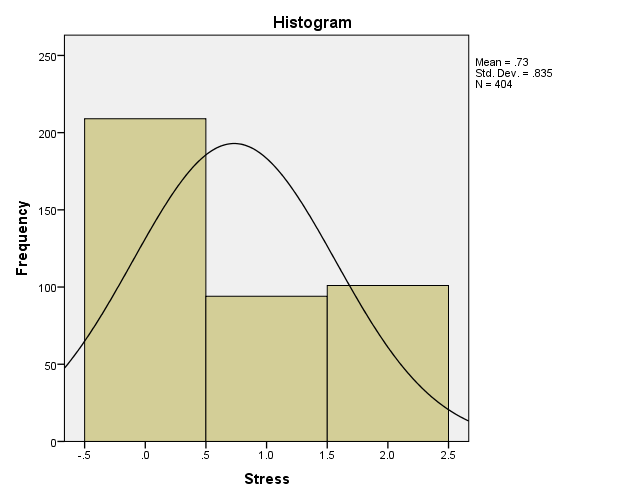 Histogram
Mean = .73
Std. Dev. = .835
N = 404
250
200
150
100
50
0
Frequency
-.5 .0 .5 1.0 1.5 2.0 2.5
Stress